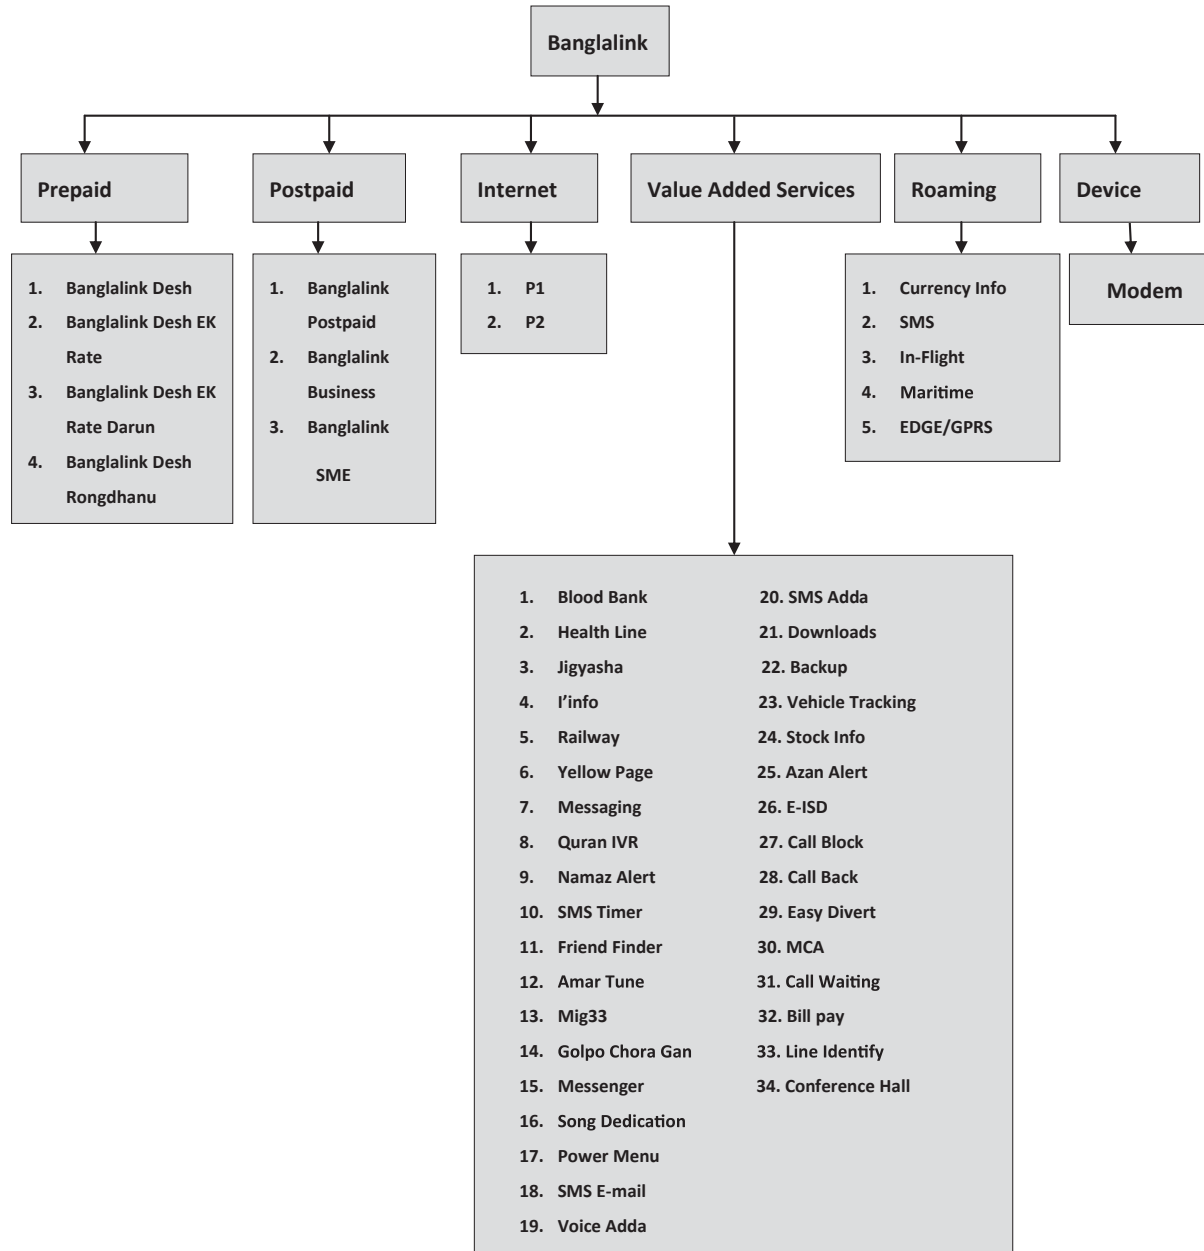 Banglalink
Prepaid
Postpaid
Internet
Value Added Services
Roaming
Device
1. Banglalink Desh
2. Banglalink Desh EK
Rate
3. Banglalink Desh EK
Rate Darun
4. Banglalink Desh
Rongdhanu
1. Banglalink
Postpaid
2. Banglalink
Business
3. Banglalink
SME
1. P1
2. P2
1. Currency Info
2. SMS
3. In-Flight
4. Maritime
5. EDGE/GPRS
Modem
1. Blood Bank
2. Health Line
3. Jigyasha
4. I’info
5. Railway
6. Yellow Page
7. Messaging
8. Quran IVR
9. Namaz Alert
10. SMS Timer
11. Friend Finder
12. Amar Tune
13. Mig33
14. Golpo Chora Gan
15. Messenger
16. Song Dedication
17. Power Menu
18. SMS E-mail
19. Voice Adda
20. SMS Adda
21. Downloads
22. Backup
23. Vehicle Tracking
24. Stock Info
25. Azan Alert
26. E-ISD
27. Call Block
28. Call Back
29. Easy Divert
30. MCA
31. Call Waiting
32. Bill pay
33. Line Identify
34. Conference Hall